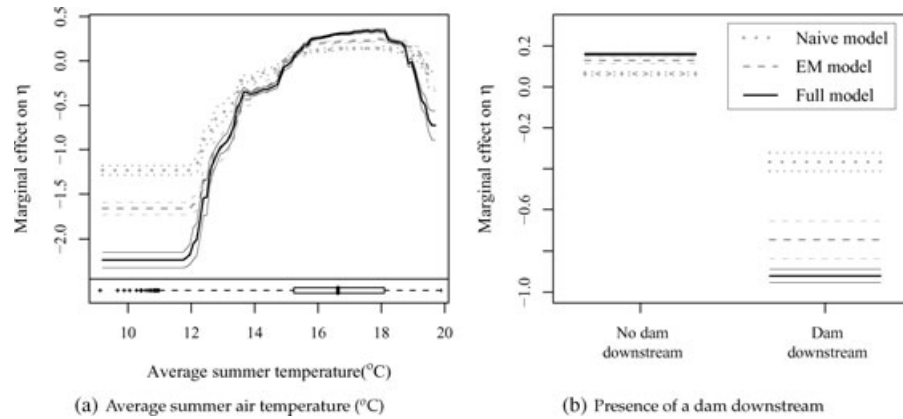 Marginal effect on η
0.5
0.0
−0.5
−1.0
−1.5
−2.0
10 12 14 16 18 20
Average summer temperature(°C)
(a) Average summer air temperature (°C)
Marginal effect on η
0.2
−0.2
−0.6
−1.0
Naive model
EM model
Full model
No dam
downstream
Dam
downstream
(b) Presence of a dam downstream